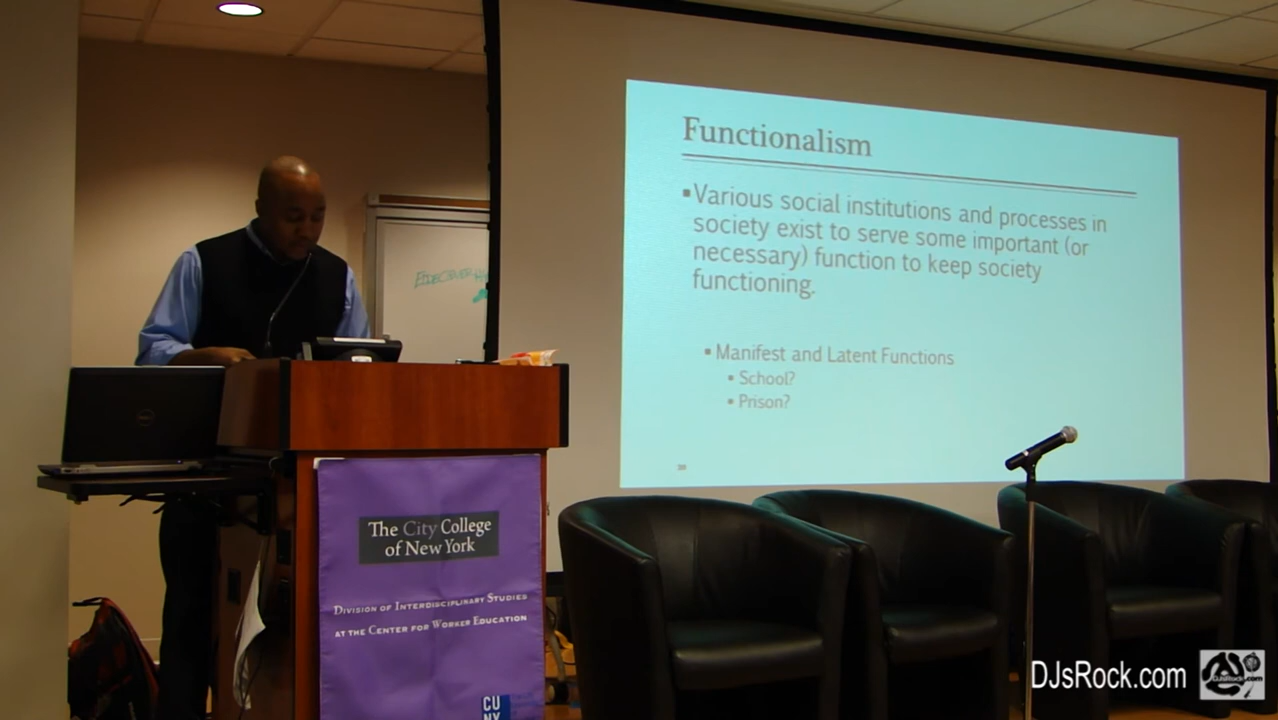 Functionalism
▪Various social institutions and processes in
society exist to serve some important (or
necessary) function to keep society
functioning.
▪ Manifest and Latent Functions
▪ School?
▪ Prison?
The City College
of New York
DIVISION OF INTERDISCIPLINARY STUDIES
AT THE CENTER FOR WORKER EDUCATION
CU
NY
DJsRock.com